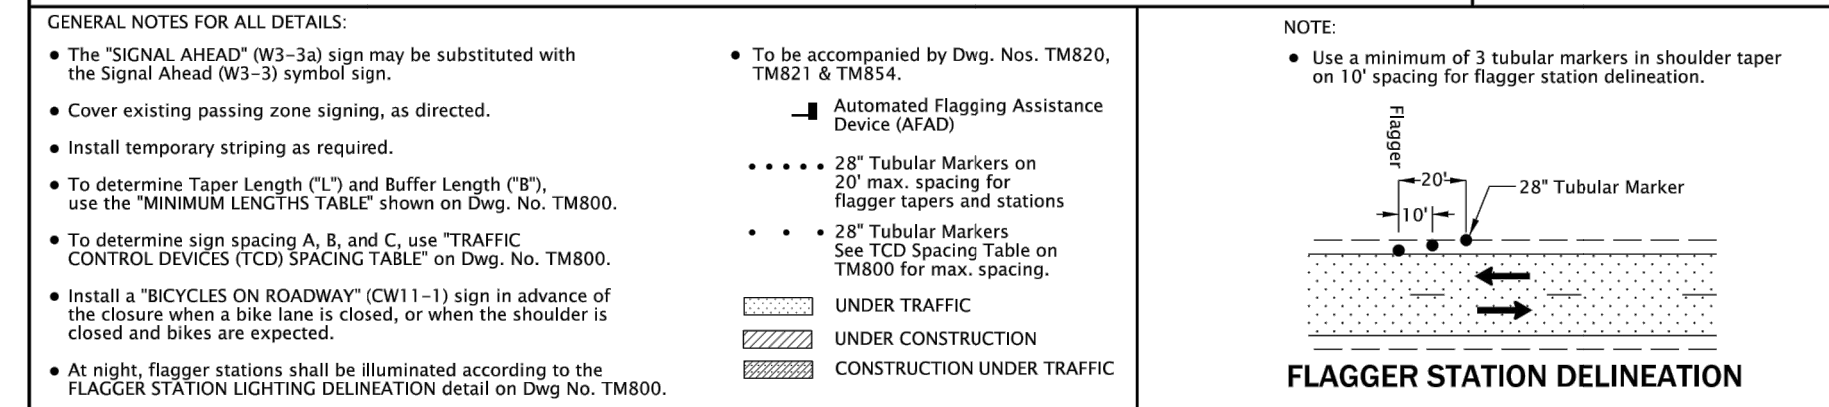 GENERAL NOTES FOR ALL DETAILS:
● The "SIGNAL AHEAD" (W3-3a) sign may be substituted with
the Signal Ahead (W3-3) symbol sign.
● Cover existing passing zone signing, as directed.
● Install temporary striping as required.
● To determine Taper Length ("L") and Buffer Length ("B"),
use the "MINIMUM LENGTHS TABLE" shown on Dwg. No. TM800.
● To determine sign spacing A, B, and C, use "TRAFFIC
CONTROL DEVICES (TCD) SPACING TABLE" on Dwg. No. TM800.
● Install a "BICYCLES ON ROADWAY" (CW11-1) sign in advance of
the closure when a bike lane is closed, or when the shoulder is
closed and bikes are expected.
● At night, flagger stations shall be illuminated according to the
FLAGGER STATION LIGHTING DELINEATION detail on Dwg No. TM800.
● To be accompanied by Dwg. Nos. TM820,
TM821 & TM854.
Automated Flagging Assistance
Device (AFAD)
28" Tubular Markers on
20' max. spacing for
flagger tapers and stations
28" Tubular Markers
See TCD Spacing Table on
TM800 for max. spacing.
UNDER TRAFFIC
UNDER CONSTRUCTION
CONSTRUCTION UNDER TRAFFIC
NOTE:
● Use a minimum of 3 tubular markers in shoulder taper
on 10' spacing for flagger station delineation.
Flagger
20'
28" Tubular Marker
10'
FLAGGER STATION DELINEATION